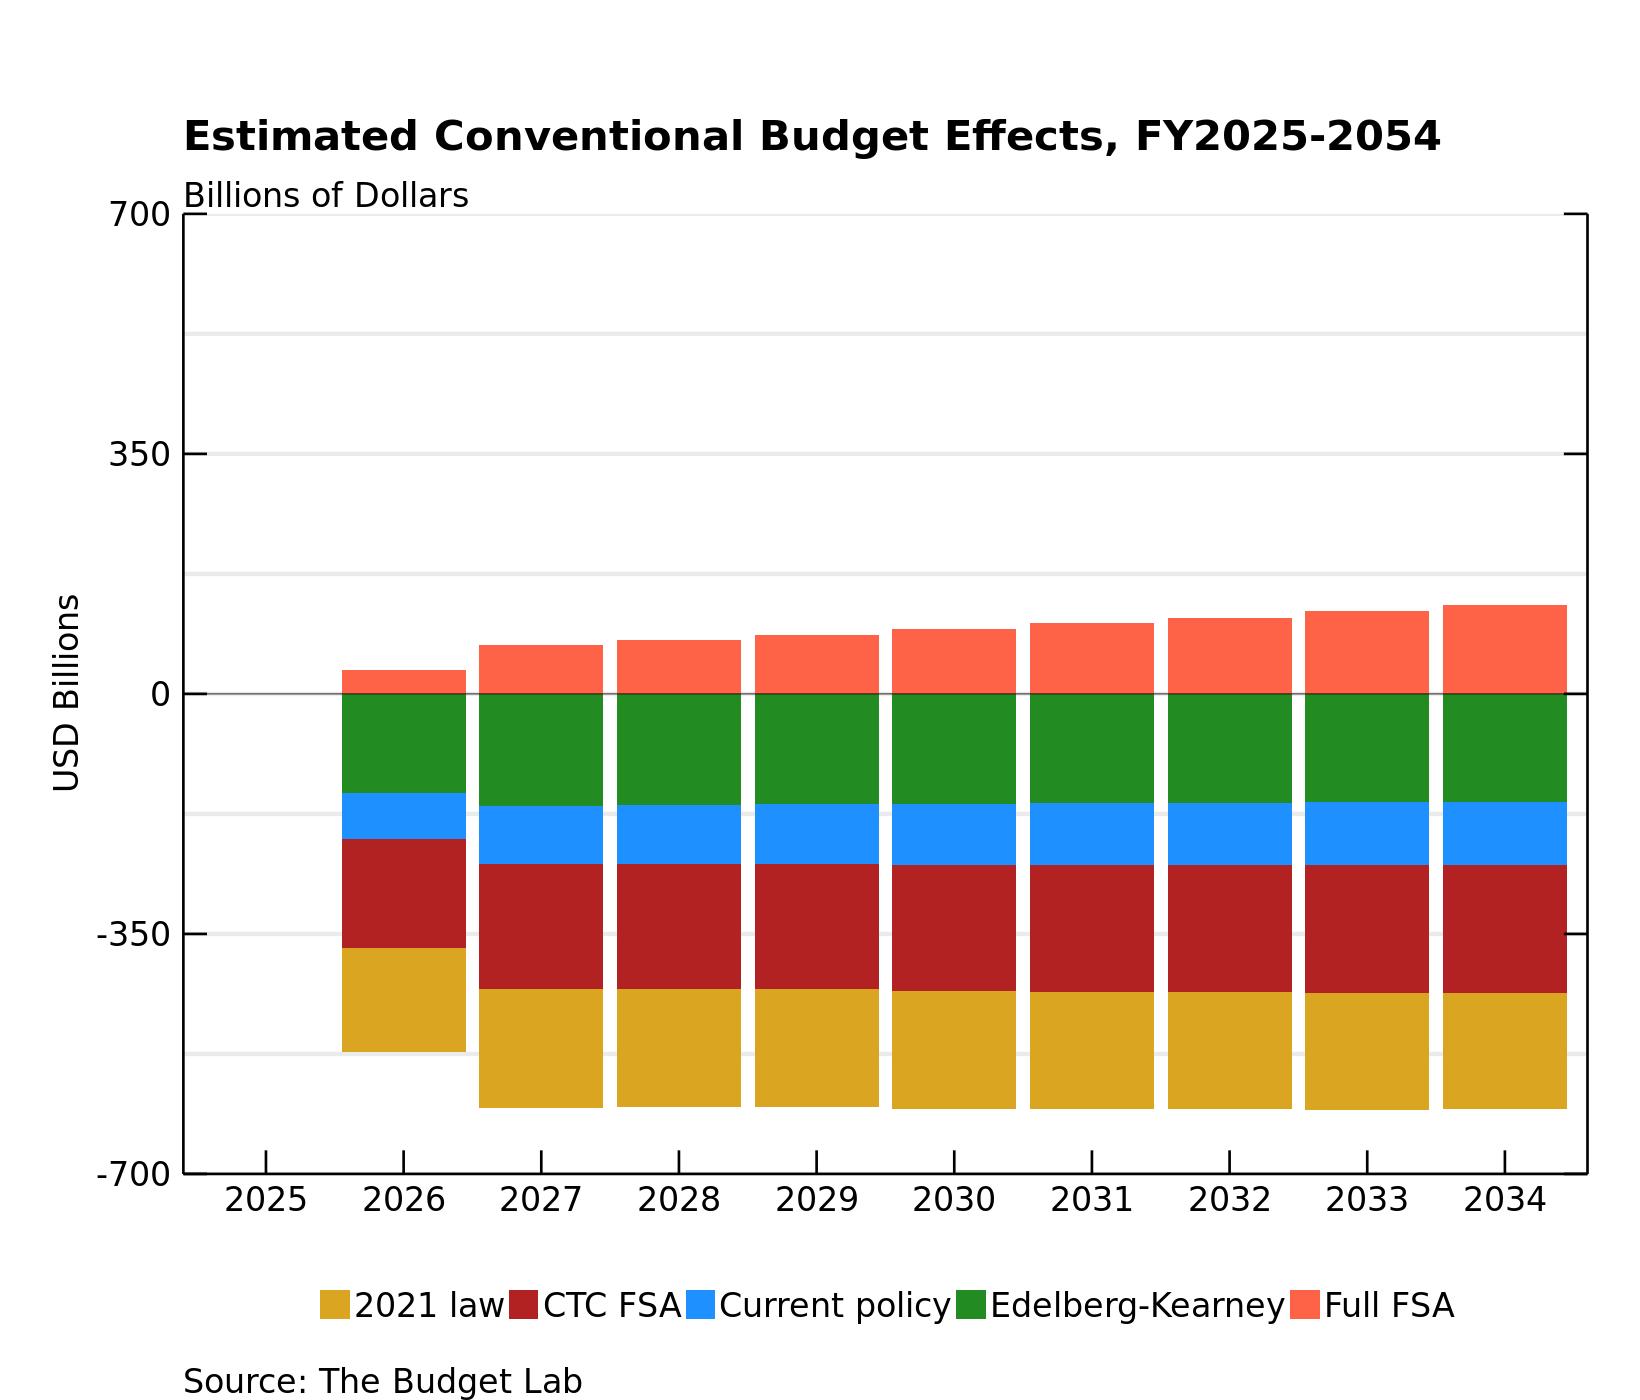 Estimated Conventional Budget Effects, FY2025-2054
Billions of Dollars
700
350
0
-350
-700
USD Billions
2025 2026 2027 2028 2029 2030 2031 2032 2033 2034
2021 law CTC FSA Current policy Edelberg-Kearney Full FSA
Source: The Budget Lab